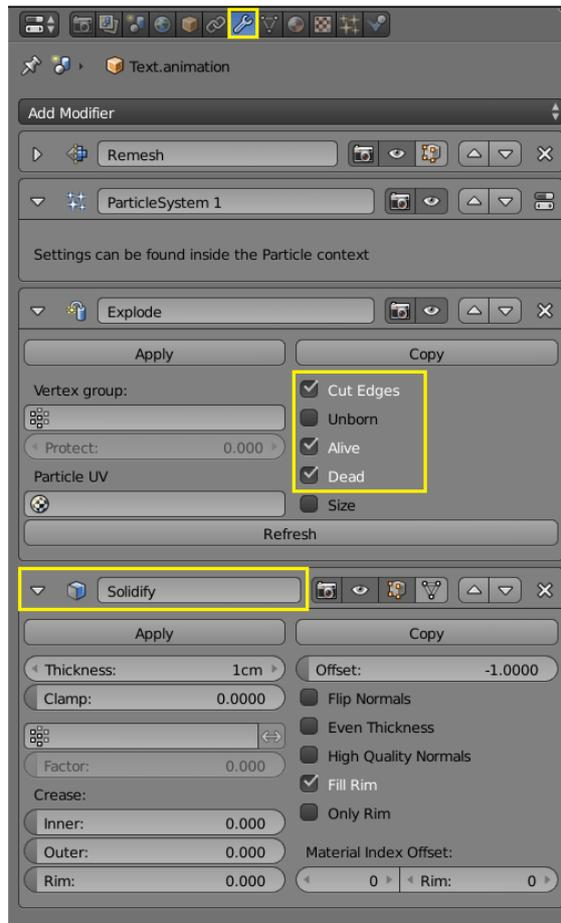 Text.animation
Add Modifier
Remesh
ParticleSystem 1
Settings can be found inside the Particle context
Explode
Apply Copy
Vertex group: Cut Edges
Unborn
Protect: 0.000 Alive
Particle UV Dead
Size
Refresh
Solidify
Apply Copy
Thickness: 1cm Offset: -1.0000
Clamp: 0.0000 Flip Normals
Even Thickness
High Quality Normals
Factor: 0.000
Fill Rim
Crease:
Only Rim
Inner: 0.000
Outer: 0.000 Material Index Offset:
Rim: 0.000 0 Rim: 0